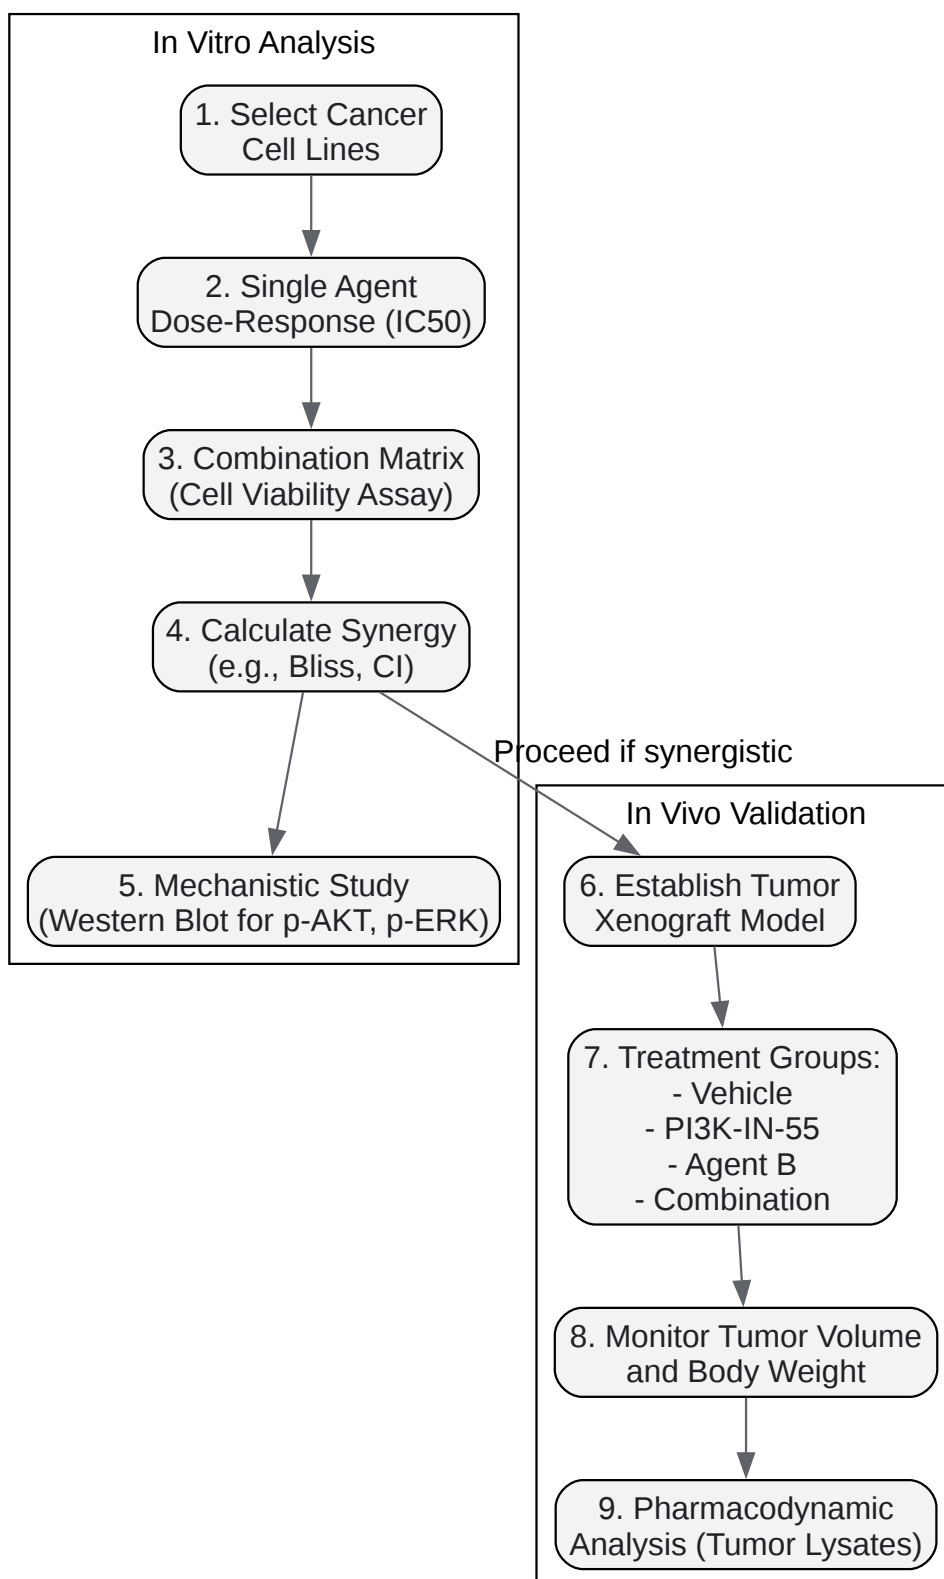 In Vitro Analysis
1. Select Cancer
Cell Lines
2. Single Agent
Dose-Response (IC50)
3. Combination Matrix
(Cell Viability Assay)
4. Calculate Synergy
(e.g., Bliss, CI)
Proceed if synergistic
5. Mechanistic Study
(Western Blot for p-AKT, p-ERK)
In Vivo Validation
6. Establish Tumor
Xenograft Model
7. Treatment Groups:
- Vehicle
- PI3K-IN-55
- Agent B
- Combination
8. Monitor Tumor Volume
and Body Weight
9. Pharmacodynamic
Analysis (Tumor Lysates)